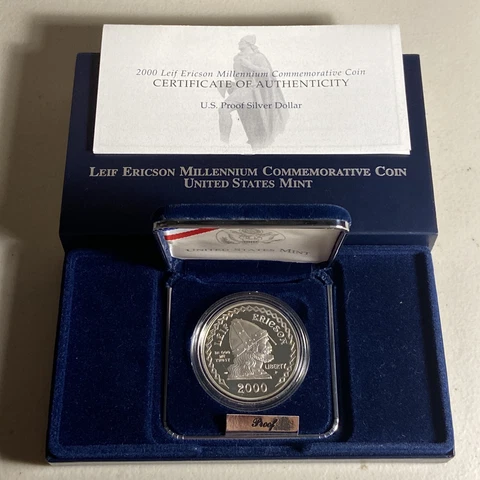 2000 Leif Ericson Millennium Commemorative Coin
CERTIFICATE OF AUTHENTICITY
U.S. Proof Silver Dollar
LEIF ERICSON MILLENNIUM COMMEMORATIVE COIN
UNITED STATES MINT
UNITED STATES MINT
LEIF ERICSON
IN GOD
WE
TRUST
LIBERTY
P
2000
Proof